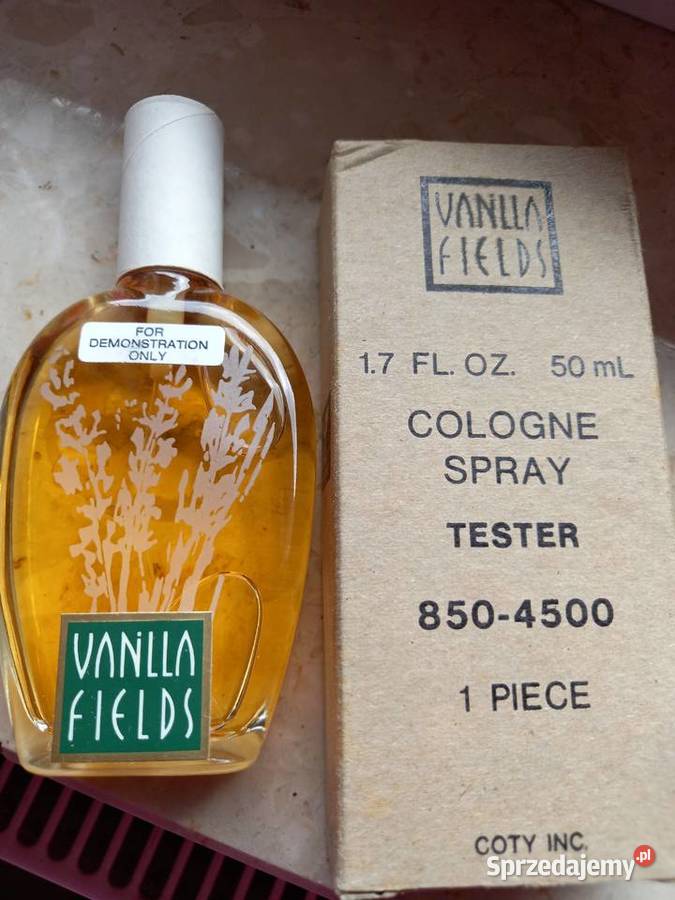 FOR
DEMONSTRATION
ONLY
VANiLLA
FIELDS
VANiLLA
FIELDS
1.7 FL. OZ. 50 mL
COLOGNE
SPRAY
TESTER
850-4500
1 PIECE
COTY INC.
Sprzedajemy.pl